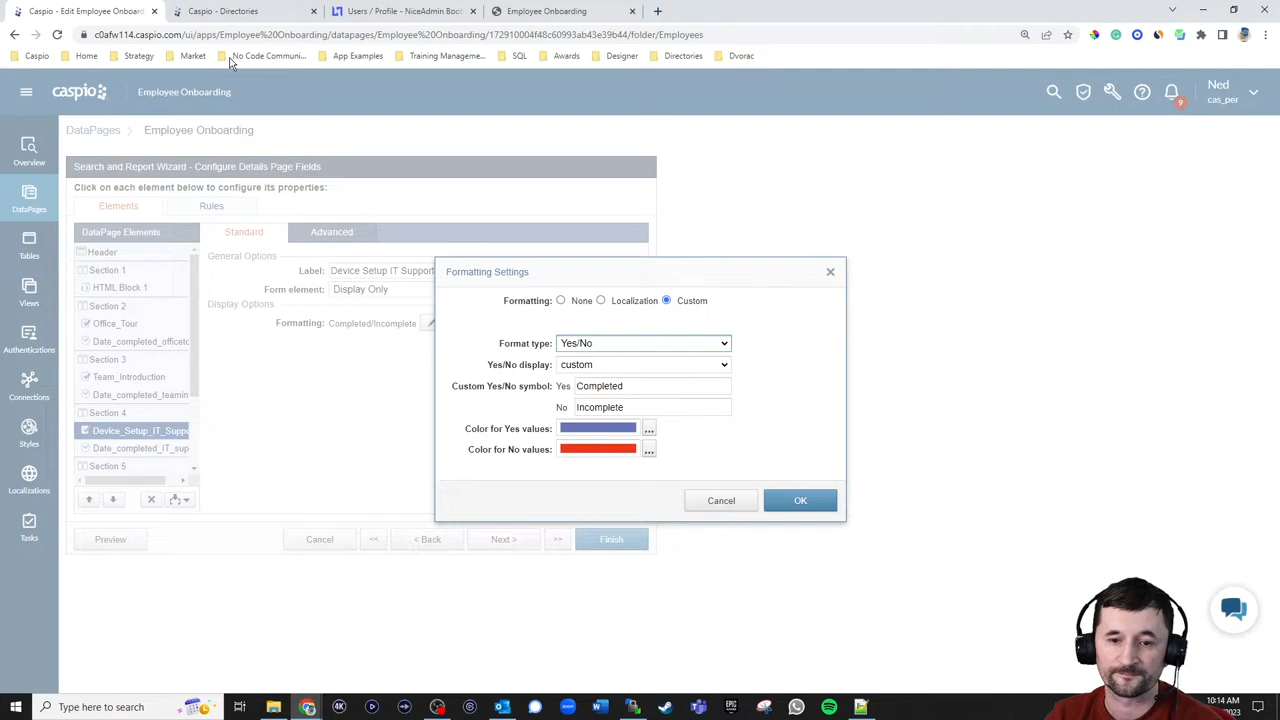 Caspio - Edit Employee Onboarding
Caspio - Directories
Users / Profile - NiceAdmin Boots
Employee Onboarding
c0afw114.caspio.com/ui/apps/Employee%20Onboarding/datapages/Employee%20Onboarding/172910004f48c60993ab43e39b44/folder/Employees
Caspio
Home
Strategy
Market
No Code Communi...
App Examples
Training Manageme...
SQL
Awards
Designer
Directories
Dvorac
caspio
Employee Onboarding
9
Ned
cas_per
Overview
DataPages
Tables
Views
Authentications
Connections
Styles
Localizations
Tasks
DataPages
Employee Onboarding
Search and Report Wizard - Configure Details Page Fields
Click on each element below to configure its properties:
Elements
Rules
DataPage Elements
Standard
Advanced
Header
Section 1
HTML Block 1
Section 2
Office_Tour
Date_completed_officeto
Section 3
Team_Introduction
Date_completed_teamin
Section 4
Device_Setup_IT_Suppo
Date_completed_IT_sup
Section 5
General Options
Label: Device Setup IT Support
Form element: Display Only
Display Options
Formatting: Completed/Incomplete
Preview
Cancel
<<
< Back
Next >
>>
Finish
Formatting Settings
Formatting: None Localization Custom
Format type: Yes/No
Yes/No display: custom
Custom Yes/No symbol: Yes Completed
No Incomplete
Color for Yes values: ...
Color for No values: ...
Cancel
OK
Type here to search
4K
EPIC
10:14 AM